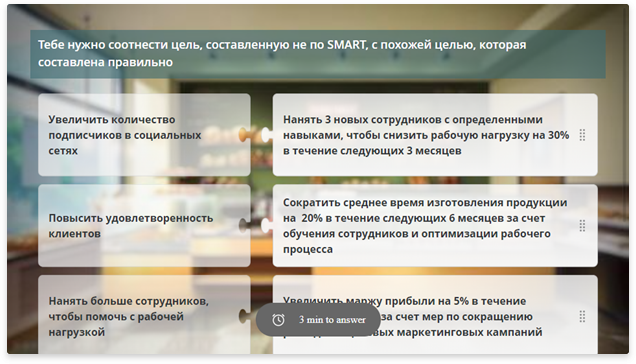 Тебе нужно соотнести цель, составленную не по SMART, с похожей целью, которая
составлена правильно
Увеличить количество
подписчиков в социальных
сетях
Нанять 3 новых сотрудников с определенными
навыками, чтобы снизить рабочую нагрузку на 30%
в течение следующих 3 месяцев
Повысить удовлетворенность
клиентов
Сократить среднее время изготовления продукции
на 20% в течение следующих 6 месяцев за счет
обучения сотрудников и оптимизации рабочего
процесса
Нанять больше сотрудников,
чтобы помочь с рабочей
нагрузкой
Увеличить маржу прибыли на 5% в течение
за счет мер по сокращению
маркетинговых кампаний
3 min to answer